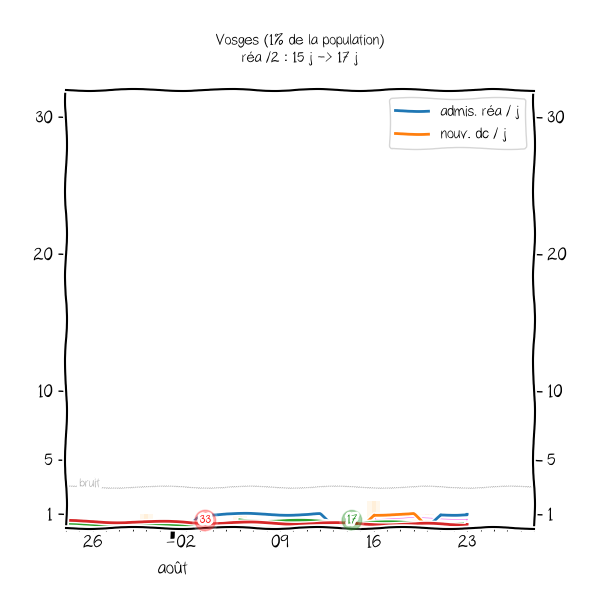 Vosges (1% de la population)
réa /2 : 15 j -> 17 j
admis. réa / j
nouv. dc / j
30
30
20
20
10
10
5
5
bruit
1
33
17
1
26
-02
09
16
23
août